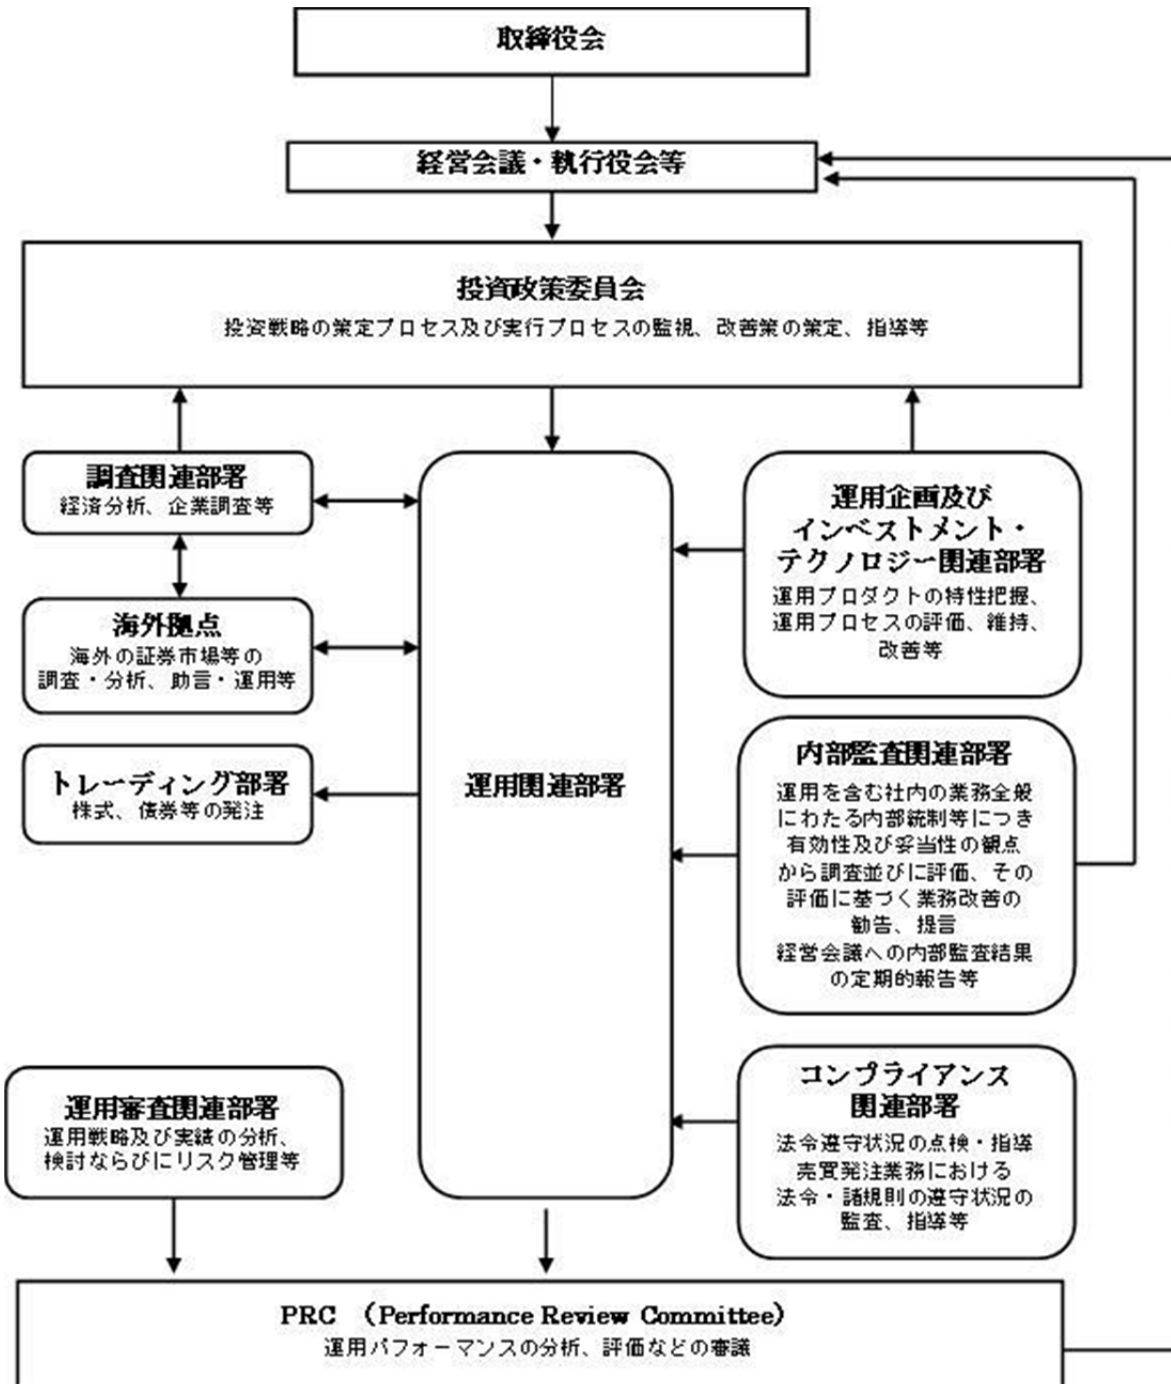 取締役会
経営会議・執行役会等
投資政策委員会
投資戦略の策定プロセス及び実行プロセスの監視、改善策の策定、指導等
調査関連部署
経済分析、企業調査等
海外拠点
海外の証券市場等の
調査・分析、助言・運用等
トレーディング部署
株式、債券等の発注
運用関連部署
運用企画及び
インベストメント・
テクノロジー関連部署
運用プロダクトの特性把握、
運用プロセスの評価、維持、
改善等
内部監査関連部署
運用を含む社内の業務全般
にわたる内部統制等につき
有効性及び妥当性の観点
から調査並びに評価、その
評価に基づく業務改善の
勧告、提言
経営会議への内部監査結果
の定期的報告等
コンプライアンス
関連部署
法令遵守状況の点検・指導
売買発注業務における
法令・諸規則の遵守状況の
監査、指導等
運用審査関連部署
運用戦略及び実績の分析、
検討ならびにリスク管理等
PRC （Performance Review Committee）
運用パフォーマンスの分析、評価などの審議